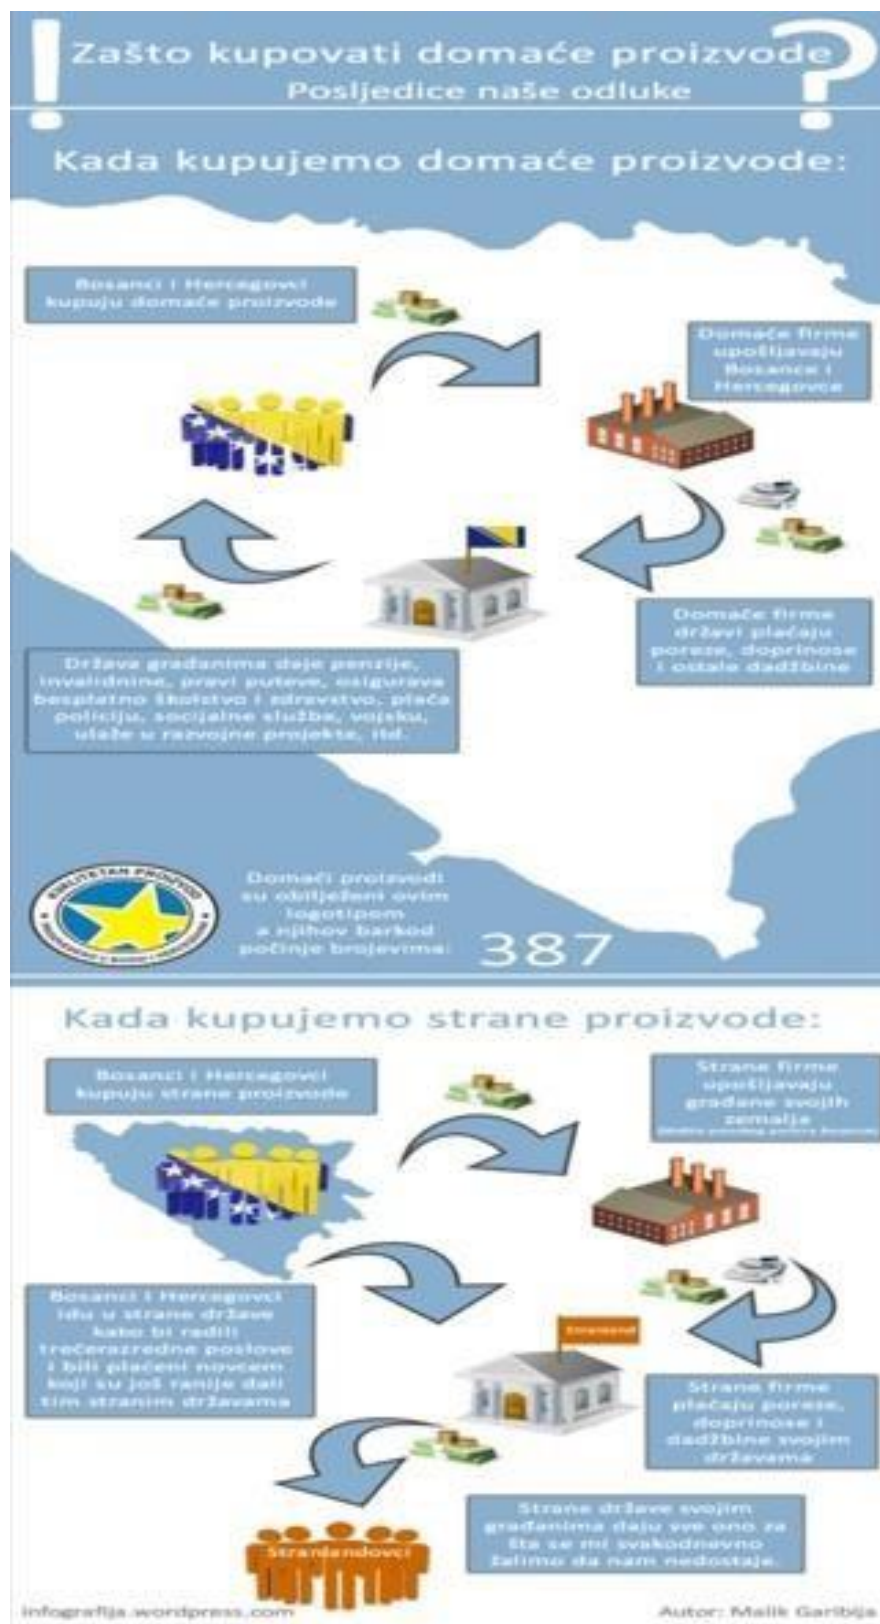 ! Zašto kupovati domaće proizvode ?
Posljedice naše odluke
Kada kupujemo domaće proizvode:
Bosanci i Hercegovci
kupuju domaće proizvode
Domaće firme
upošljavaju
Bosance i
Hercegovce
Domaće firme
državi plaćaju
poreze, doprinose
i ostale dadžbine
Država građanima daje penzije,
invalidnine, pravi puteve, osigurava
besplatno školstvo i zdravstvo, plaća
policiju, socijalne službe, vojsku,
ulaže u razvojne projekte, itd.
KVALITETAN PROIZVOD
Domaći proizvodi
su obilježeni ovim
logotipom
a njihov barkod
počinje brojevima:
387
Kada kupujemo strane proizvode:
Bosanci i Hercegovci
kupuju strane proizvode
Strane firme
upošljavaju
građane svojih
zemalja
Bosanci i Hercegovci
idu u strane države
kako bi radili
trećerazredne poslove
i bili plaćeni novcem
koji su još ranije dali
tim stranim državama
Stranland
Strane firme
plaćaju poreze,
doprinose i
dadžbine svojim
državama
Stranlandovci
Strane države svojim
građanima daju sve ono za
šta se mi svakodnevno
žalimo da nam nedostaje.
infografija.wordpress.com
Autor: Malik Garibija